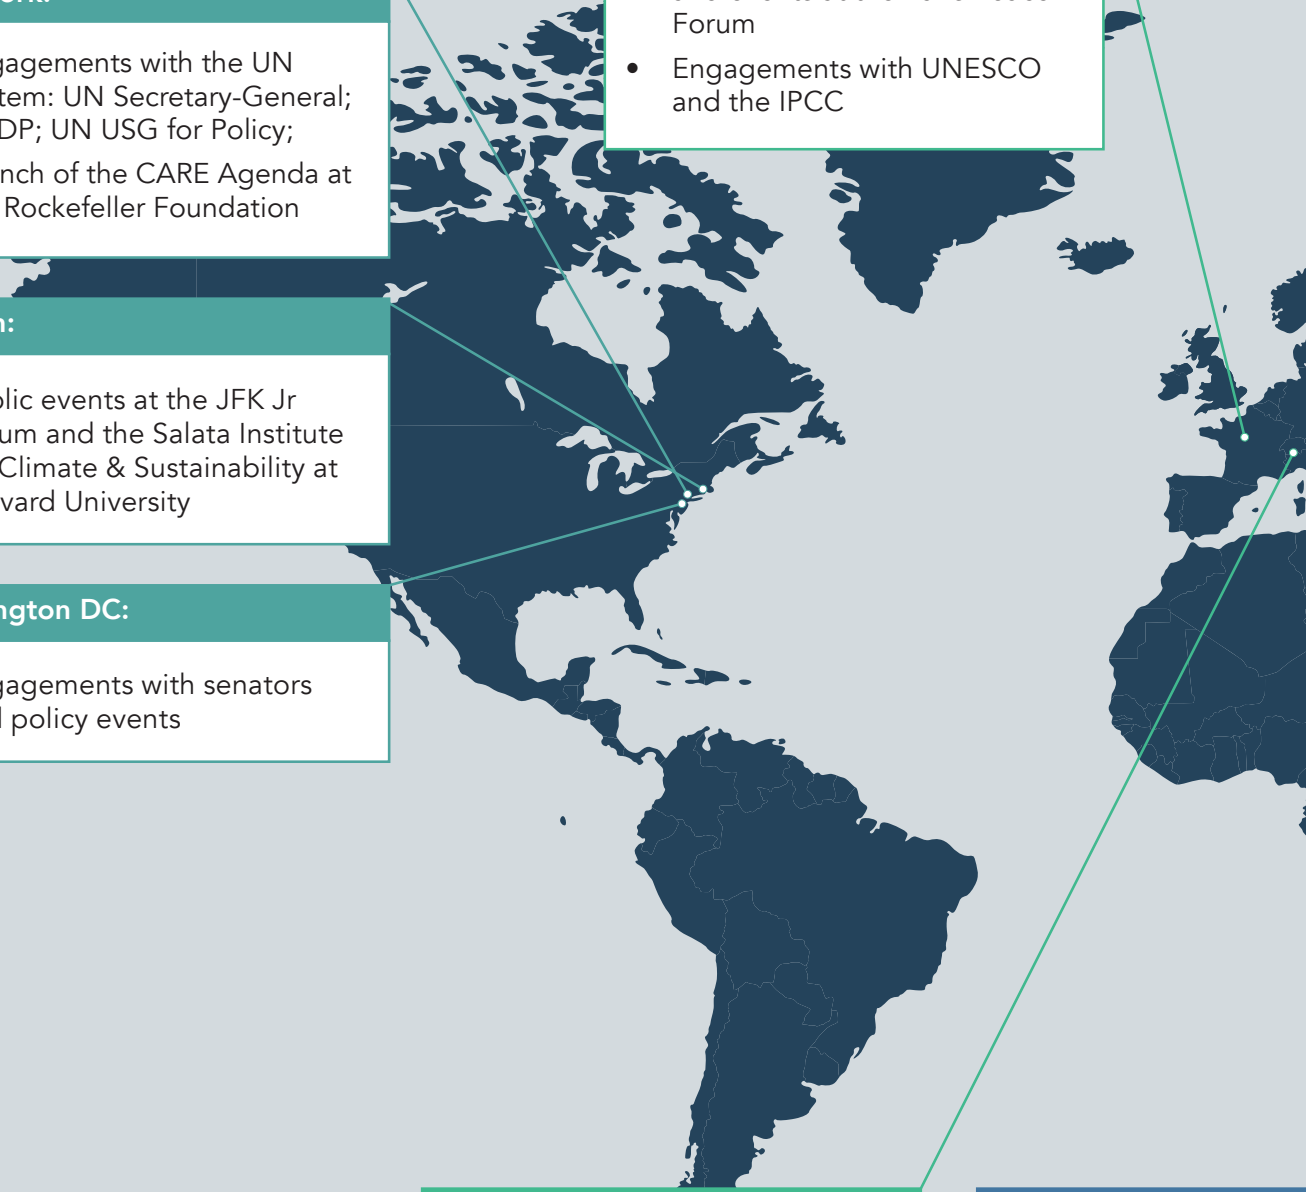 gagements with the UN
tem: UN Secretary-General;
DP; UN USG for Policy;
nch of the CARE Agenda at
Rockefeller Foundation
n:
lic events at the JFK Jr
um and the Salata Institute
Climate & Sustainability at
vard University
ngton DC:
gagements with senators
policy events
Forum
• Engagements with UNESCO
and the IPCC